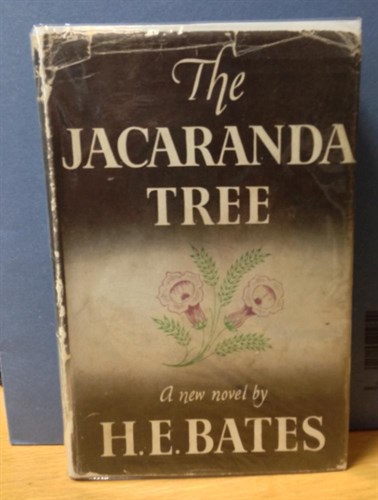 The
JACARANDA
TREE
A new novel by
H.E.BATES